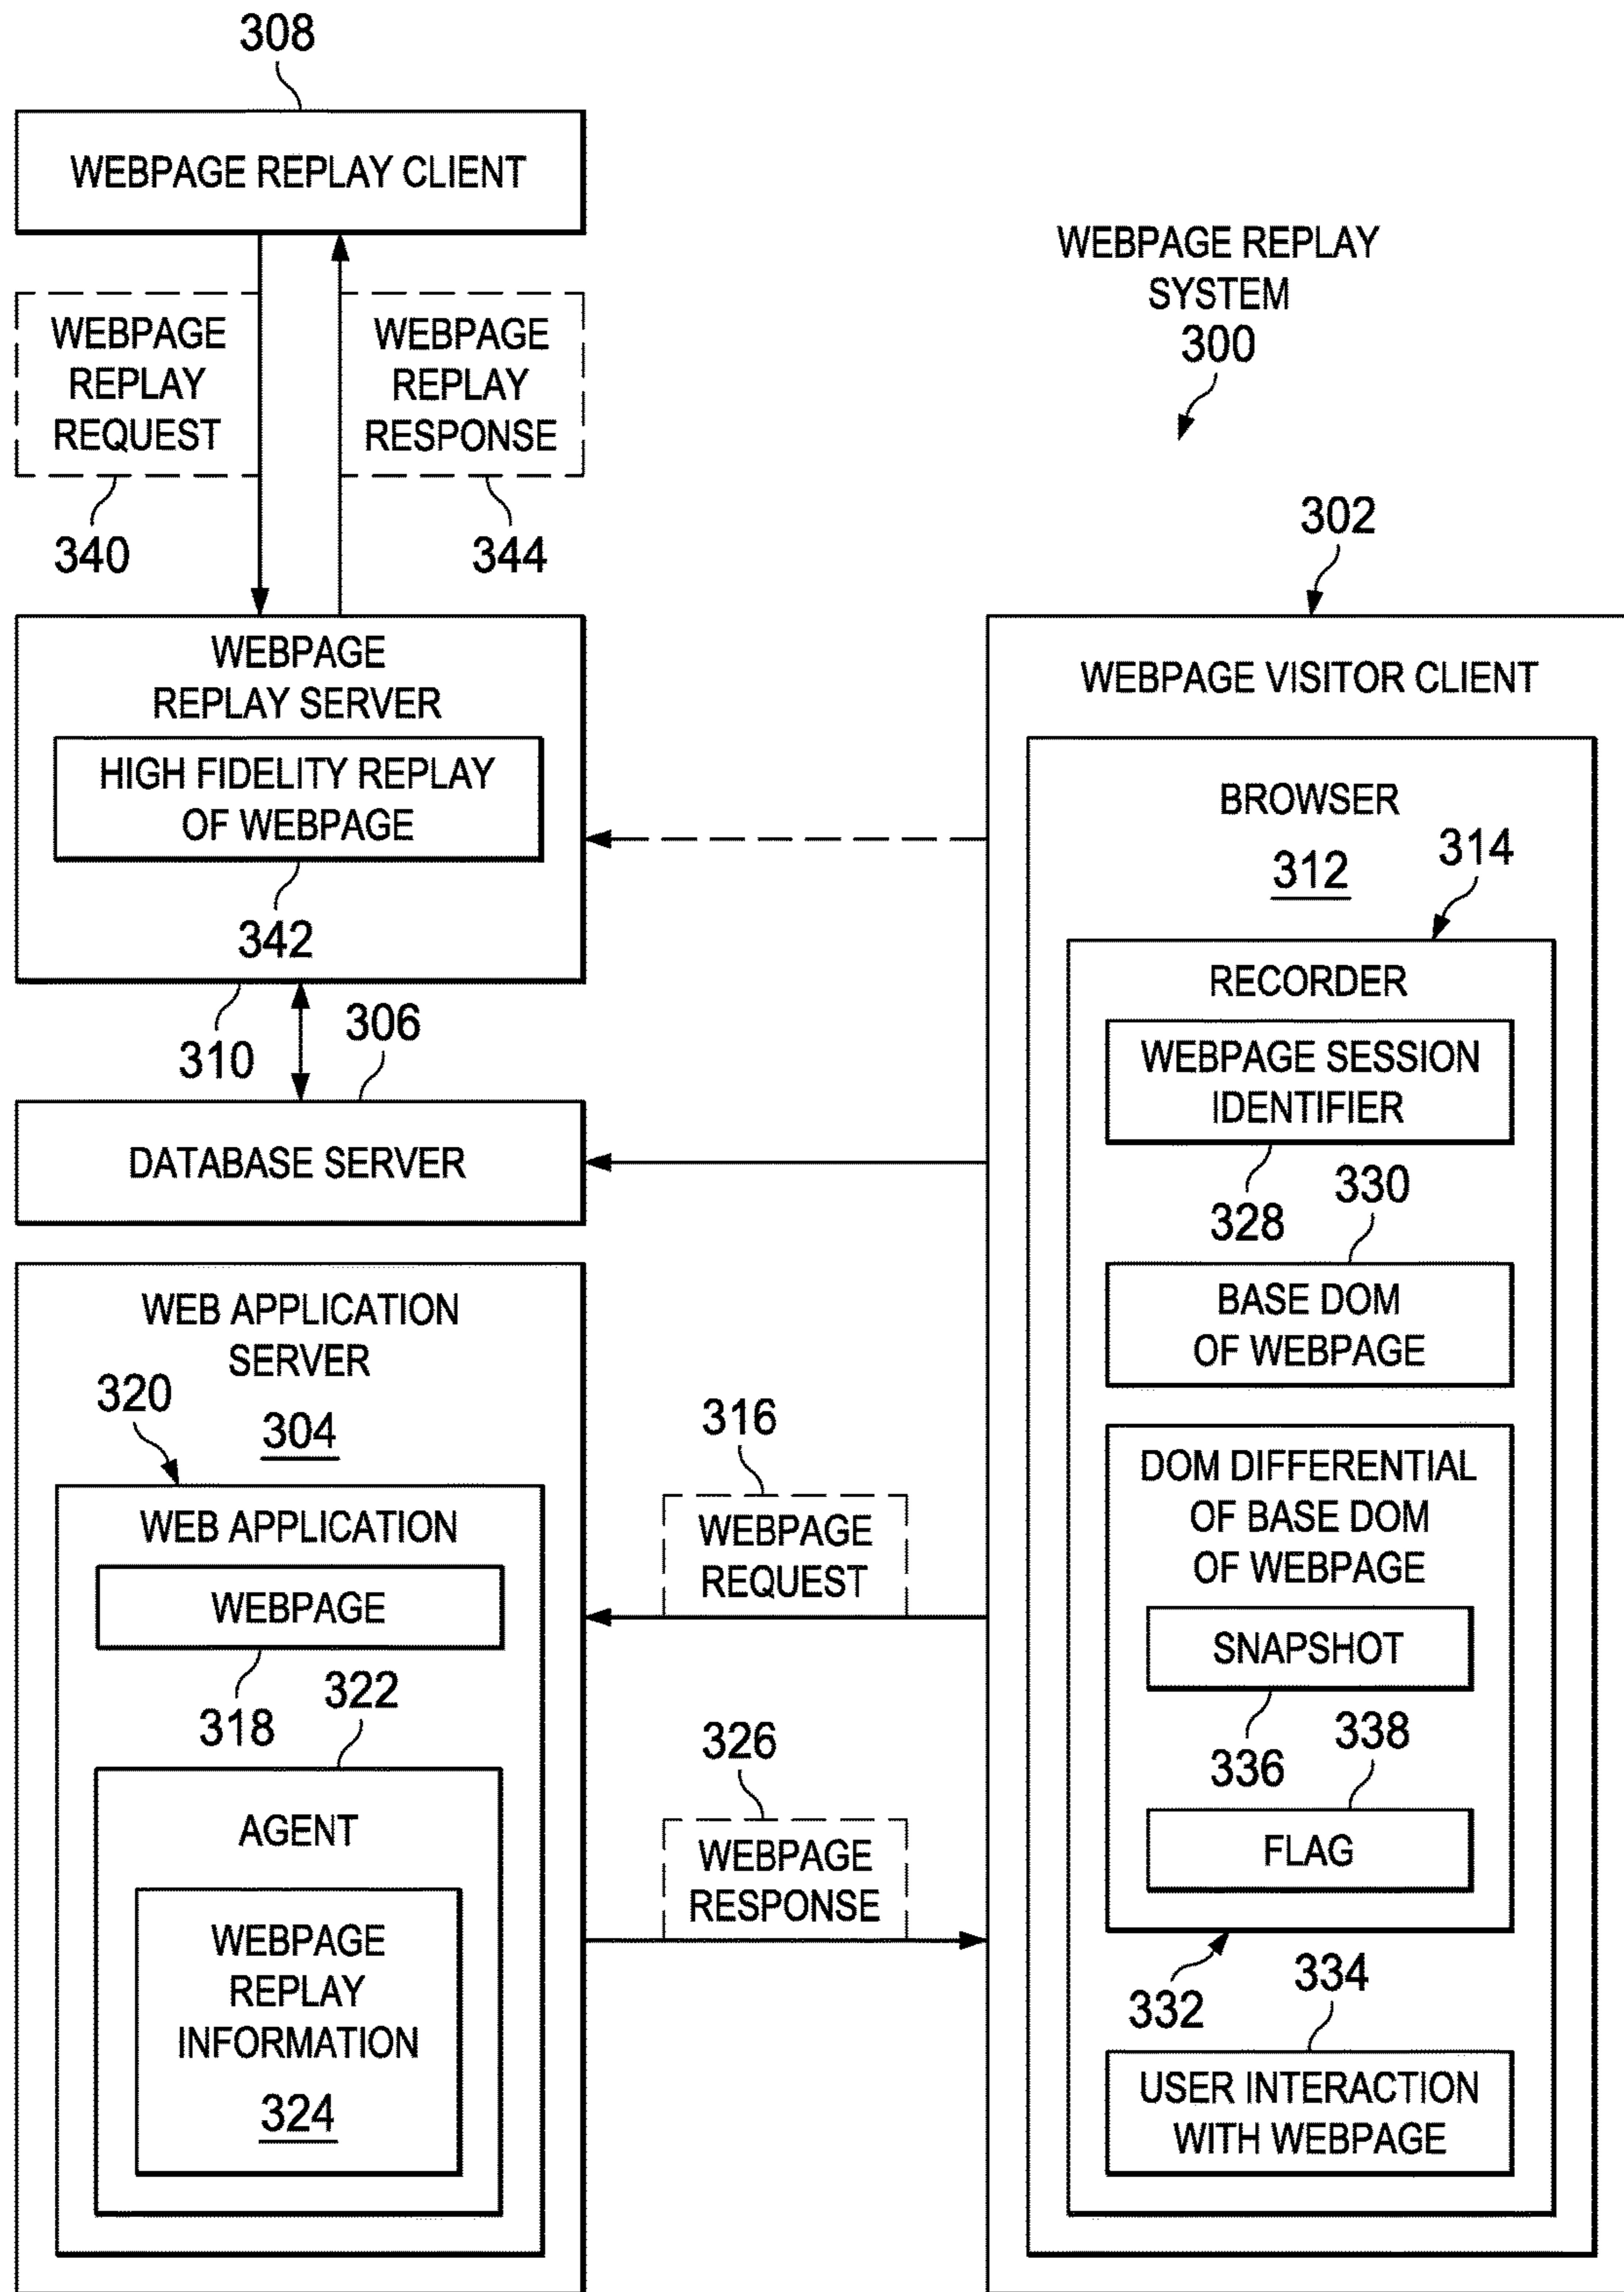 308
WEBPAGE REPLAY CLIENT
WEBPAGE
REPLAY
REQUEST
WEBPAGE
REPLAY
RESPONSE
340
344
WEBPAGE REPLAY
SYSTEM
300
WEBPAGE
REPLAY SERVER
HIGH FIDELITY REPLAY
OF WEBPAGE
342
310
306
DATABASE SERVER
WEB APPLICATION
SERVER
304
320
WEB APPLICATION
WEBPAGE
318
322
AGENT
WEBPAGE
REPLAY
INFORMATION
324
316
WEBPAGE
REQUEST
326
WEBPAGE
RESPONSE
302
WEBPAGE VISITOR CLIENT
BROWSER
312
314
RECORDER
WEBPAGE SESSION
IDENTIFIER
328
330
BASE DOM
OF WEBPAGE
DOM DIFFERENTIAL
OF BASE DOM
OF WEBPAGE
SNAPSHOT
336
338
FLAG
332
334
USER INTERACTION
WITH WEBPAGE